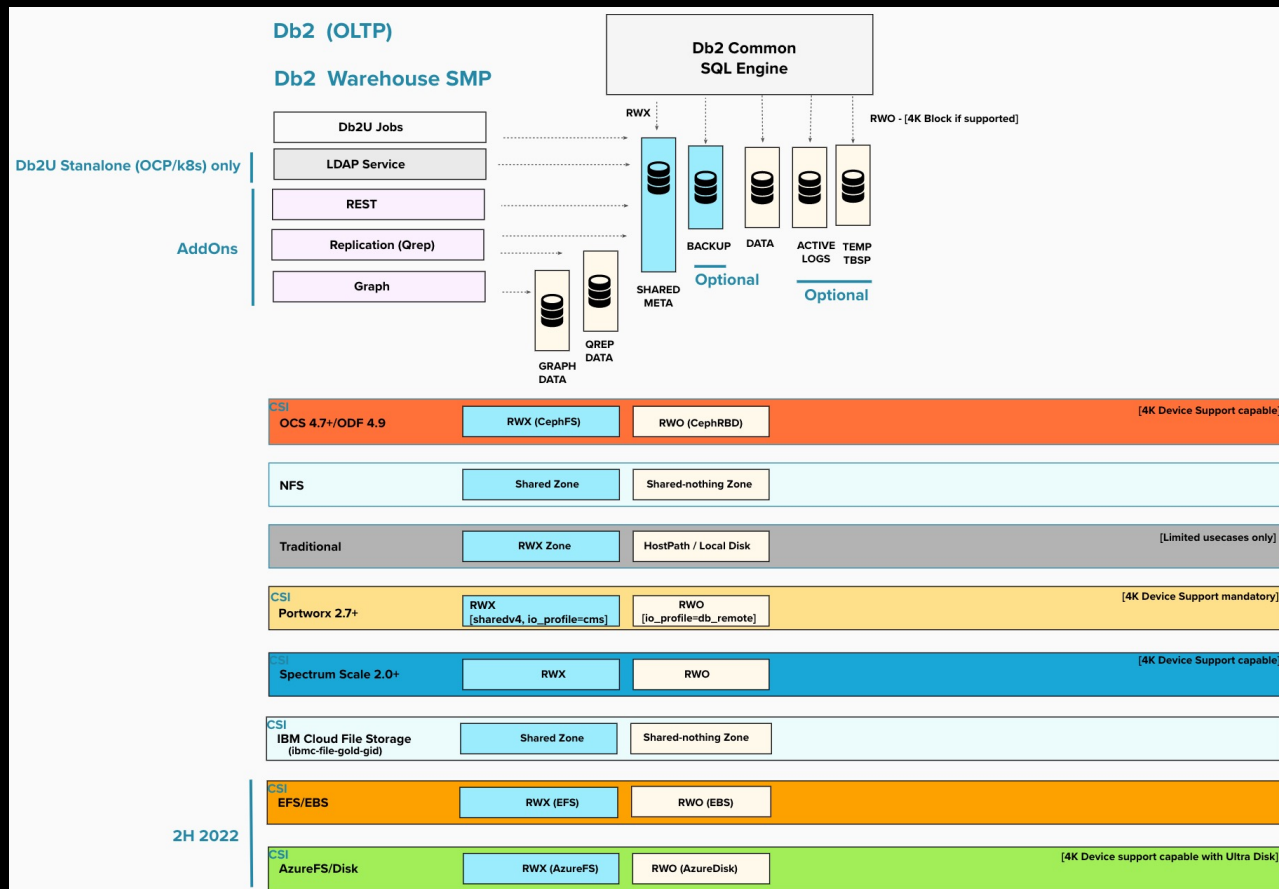 Db2 (OLTP)
Db2 Warehouse SMP
Db2 Common
SQL Engine
RWX
RWO - [4K Block if supported]
Db2U Jobs
Db2U Stanalone (OCP/k8s) only
LDAP Service
REST
AddOns
Replication (Qrep)
Graph
BACKUP
DATA
ACTIVE
LOGS
TEMP
TBSP
Optional
Optional
SHARED
META
QREP
DATA
GRAPH
DATA
CSI
OCS 4.7+/ODF 4.9
RWX (CephFS)
RWO (CephRBD)
[4K Device Support capable]
NFS
Shared Zone
Shared-nothing Zone
Traditional
RWX Zone
HostPath / Local Disk
[Limited usecases only]
CSI
Portworx 2.7+
RWX
[sharedv4, io_profile=cms]
RWO
[io_profile=db_remote]
[4K Device Support mandatory]
CSI
Spectrum Scale 2.0+
RWX
RWO
[4K Device Support capable]
CSI
IBM Cloud File Storage
(ibmc-file-gold-gid)
Shared Zone
Shared-nothing Zone
2H 2022
CSI
EFS/EBS
RWX (EFS)
RWO (EBS)
CSI
AzureFS/Disk
RWX (AzureFS)
RWO (AzureDisk)
[4K Device support capable with Ultra Disk]